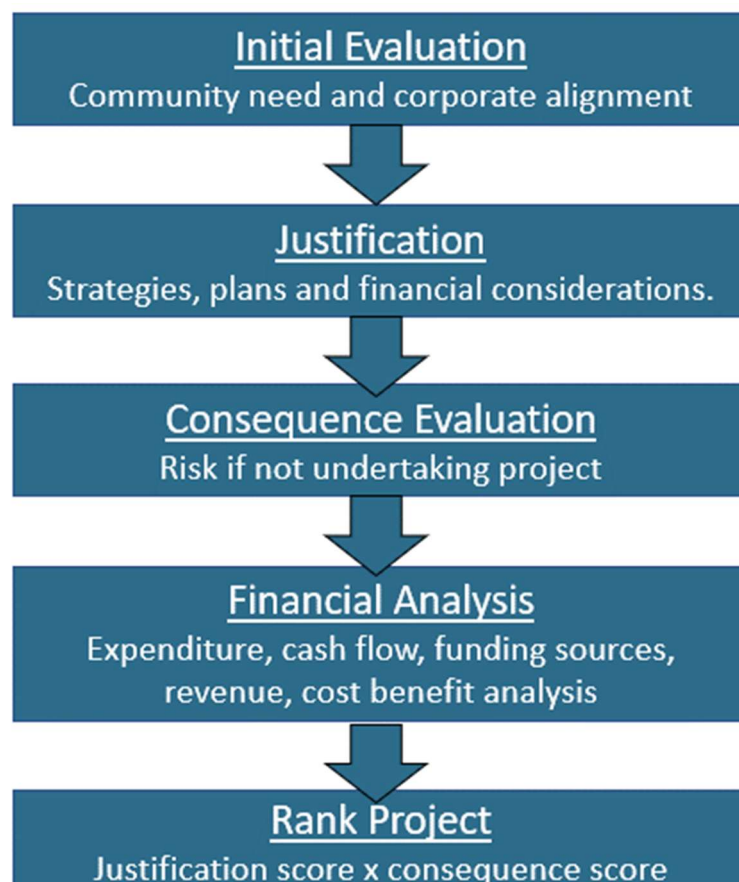 Initial Evaluation
Community need and corporate alignment
Justification
Strategies, plans and financial considerations.
Consequence Evaluation
Risk if not undertaking project
Financial Analysis
Expenditure, cash flow, funding sources,
revenue, cost benefit analysis
Rank Project
Justification score x consequence score